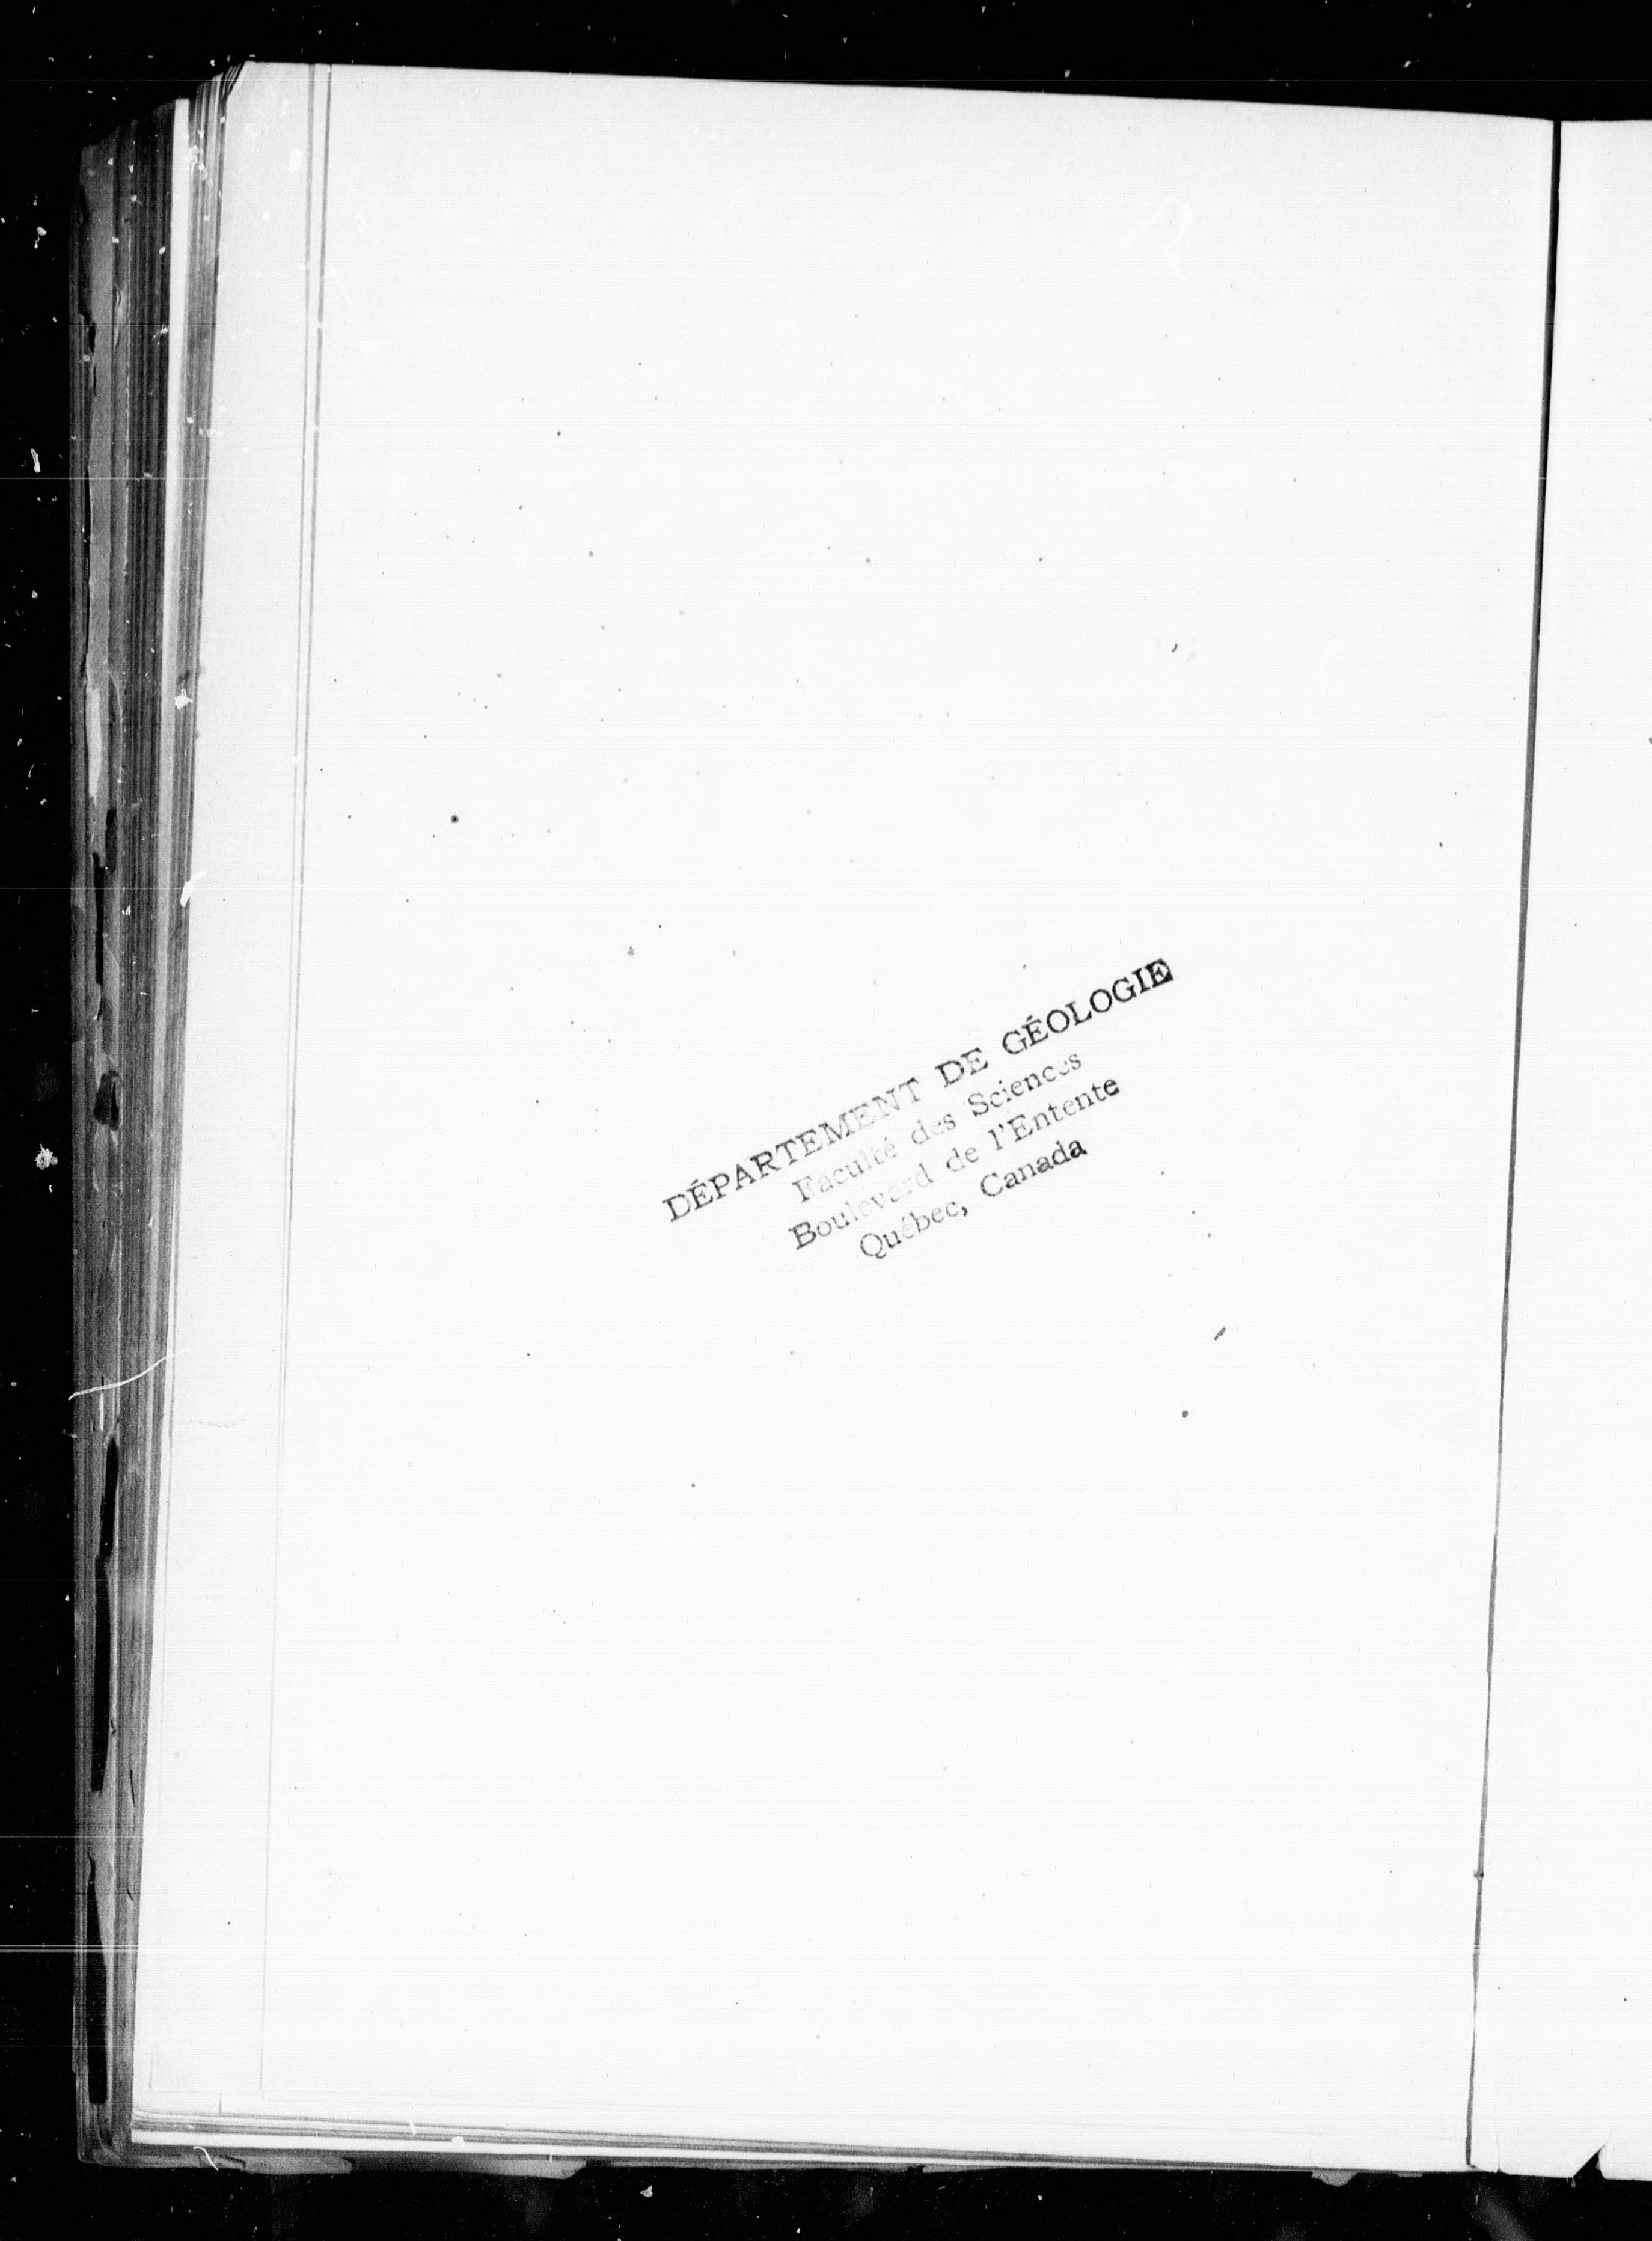 DÉPARTEMENT DE GÉOLOGIE
Faculté des Sciences
Boulevard de l'Entente
Québec, Canada